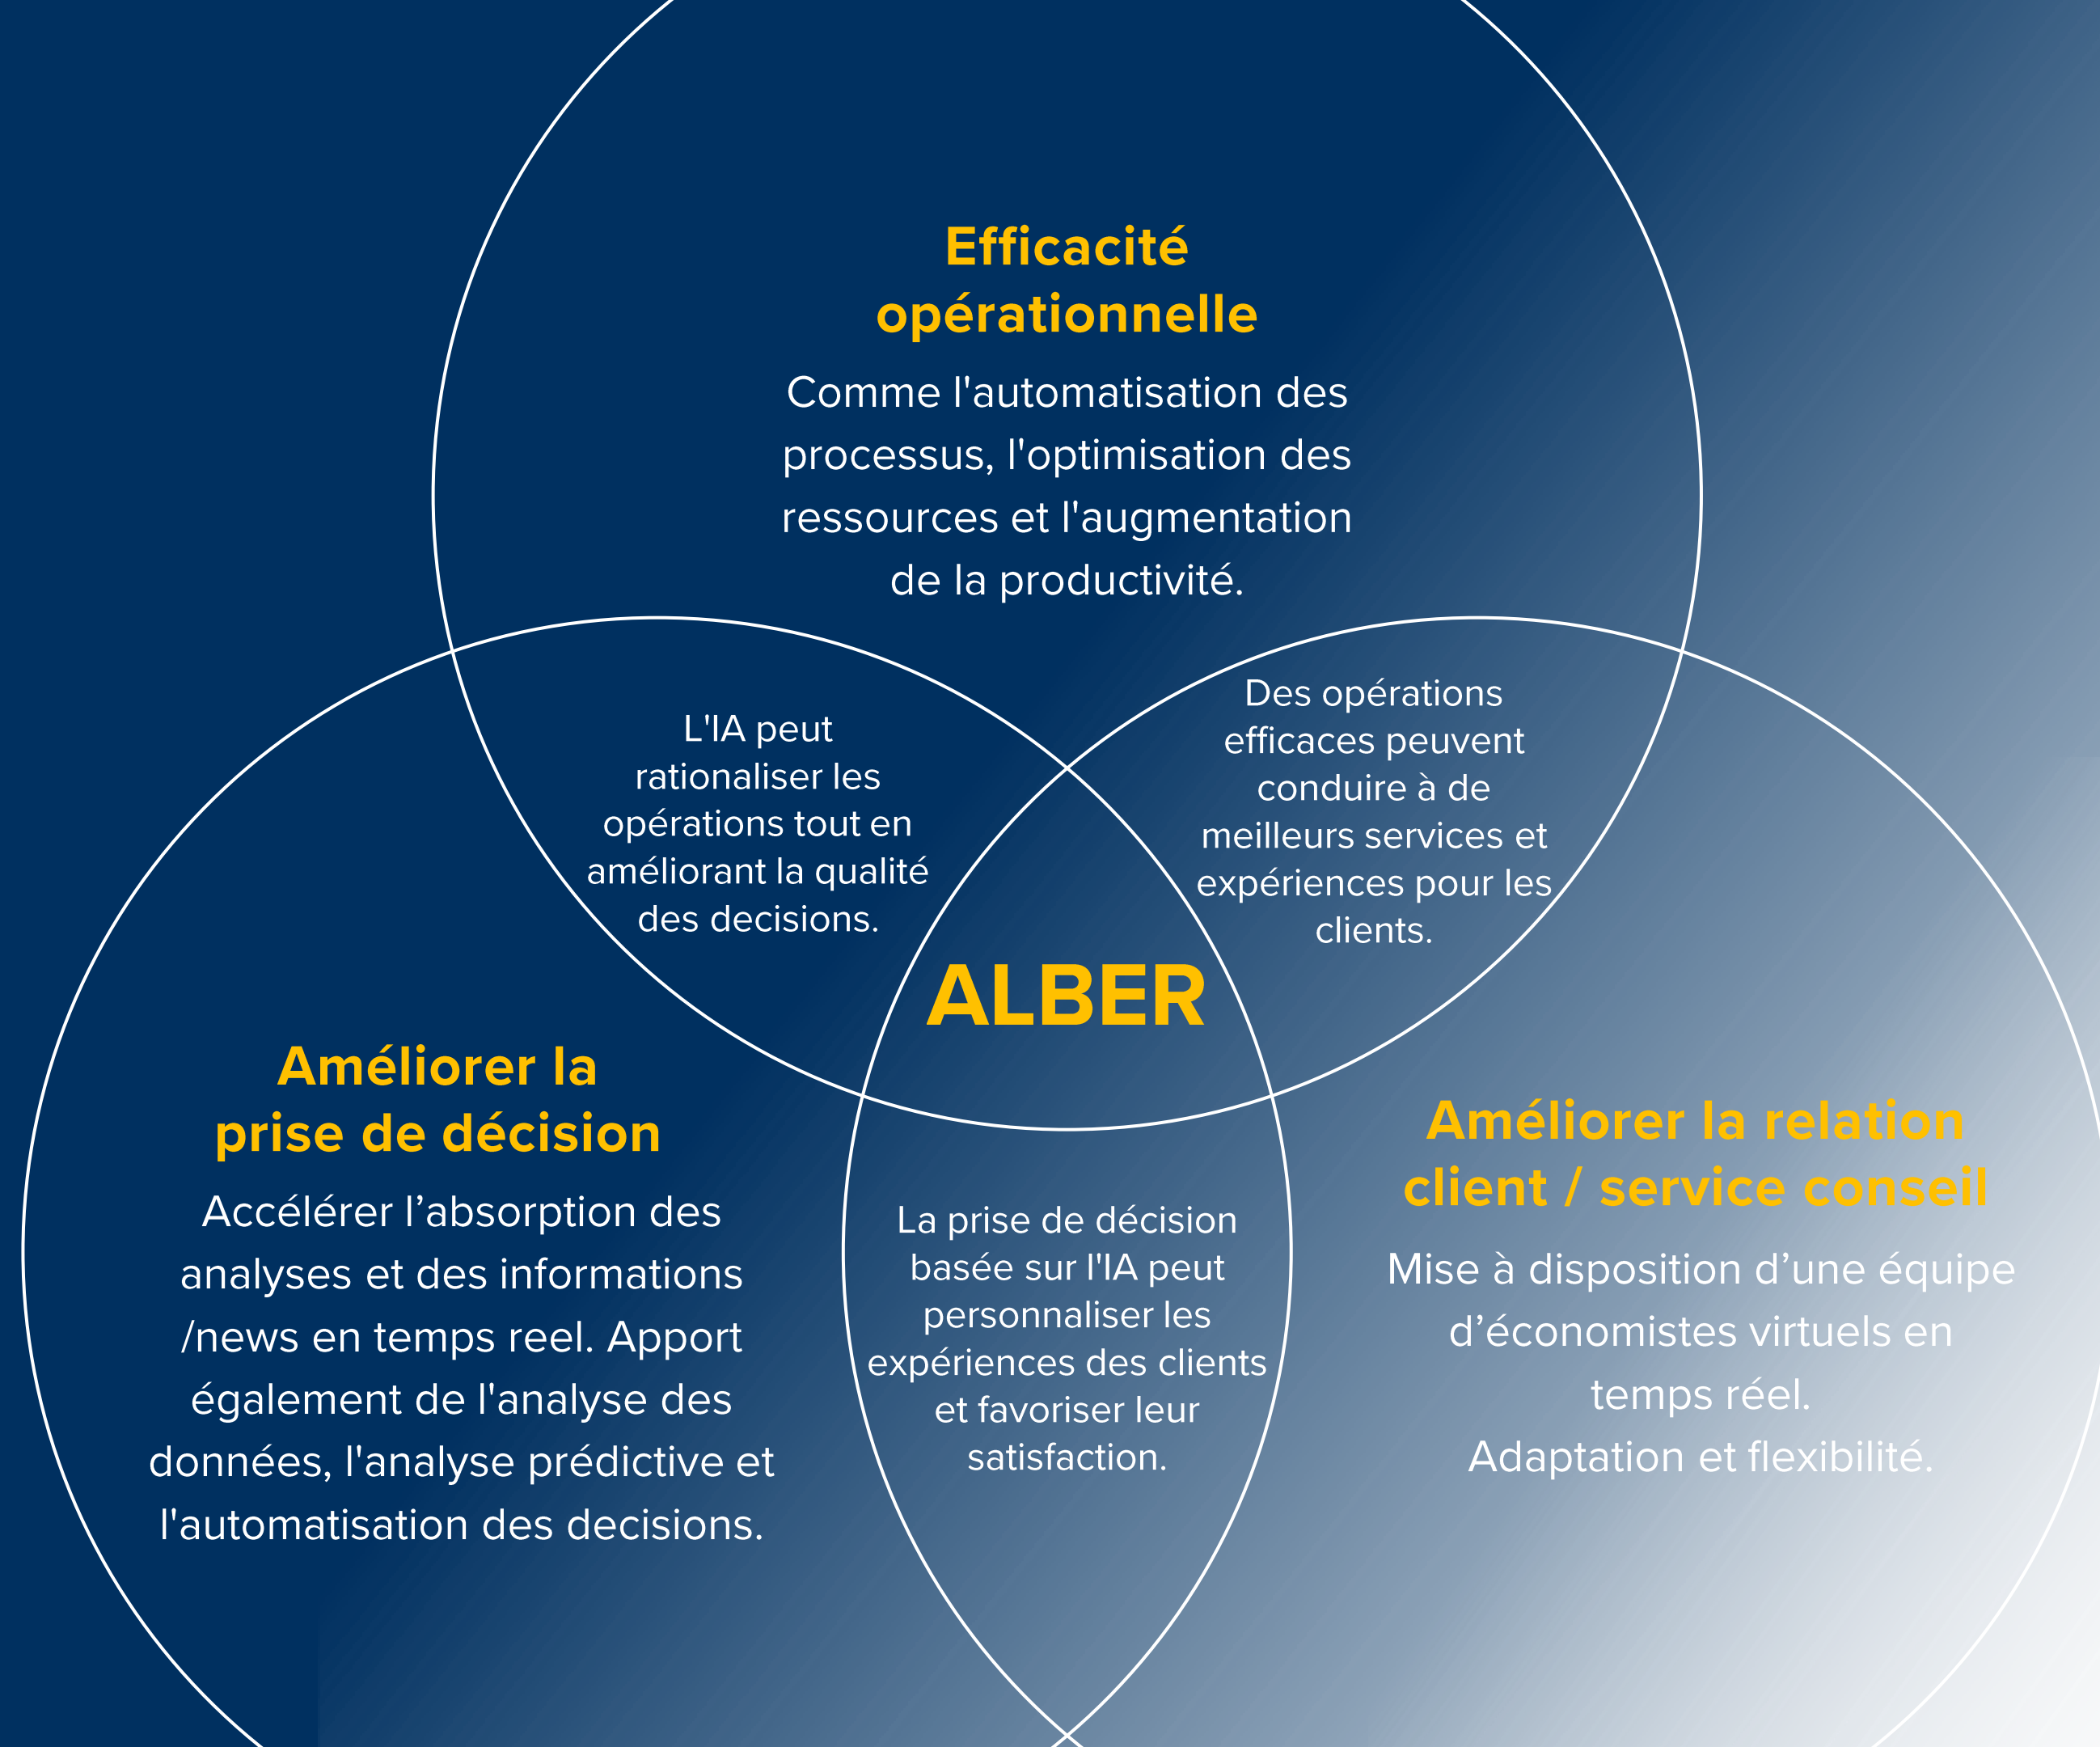 Efficacité
opérationnelle
Comme l'automatisation des
processus, l'optimisation des
ressources et l'augmentation
de la productivité.
L'IA peut
rationaliser les
opérations tout en
améliorant la qualité
des decisions.
Des opérations
efficaces peuvent
conduire à de
meilleurs services et
expériences pour les
clients.
ALBER
Améliorer la
prise de décision
Accélérer l’absorption des
analyses et des informations
/news en temps reel. Apport
également de l'analyse des
données, l'analyse prédictive et
l'automatisation des decisions.
La prise de décision
basée sur l'IA peut
personnaliser les
expériences des clients
et favoriser leur
satisfaction.
Améliorer la relation
client / service conseil
Mise à disposition d’une équipe
d’économistes virtuels en
temps réel.
Adaptation et flexibilité.